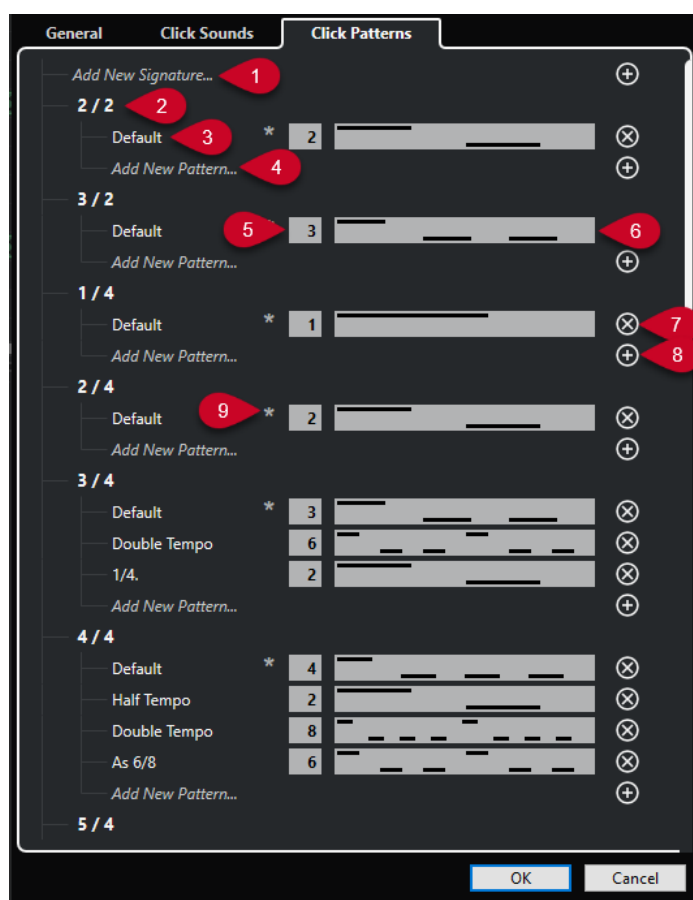 General Click Sounds Click Patterns
Add New Signature... 1
2 / 2 2
Default 3 * 2
Add New Pattern... 4
3 / 2
Default 5 3 6
Add New Pattern...
1 / 4
Default * 1 7
Add New Pattern... 8
2 / 4
Default 9 * 2
Add New Pattern...
3 / 4
Default * 3
Double Tempo 6
1/4. 2
Add New Pattern...
4 / 4
Default * 4
Half Tempo 2
Double Tempo 8
As 6/8 6
Add New Pattern...
5 / 4
OK Cancel